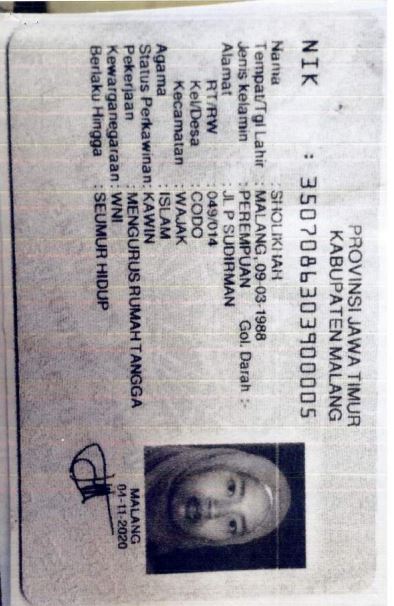 PROVINSI JAWA TIMUR
KABUPATEN MALANG
NIK : 3507086303900005
Nama : SHOLIKHAH
Tempat/Tgl Lahir : MALANG, 09-03-1988
Jenis kelamin : PEREMPUAN Gol. Darah :-
Alamat : JL P SUDIRMAN
RT/RW : 049/014
Kel/Desa : CODO
Kecamatan : WAJAK
Agama : ISLAM
Status Perkawinan: KAWIN
Pekerjaan : MENGURUS RUMAH TANGGA
Kewarganegaraan: WNI
Berlaku Hingga : SEUMUR HIDUP
MALANG
04-11-2020